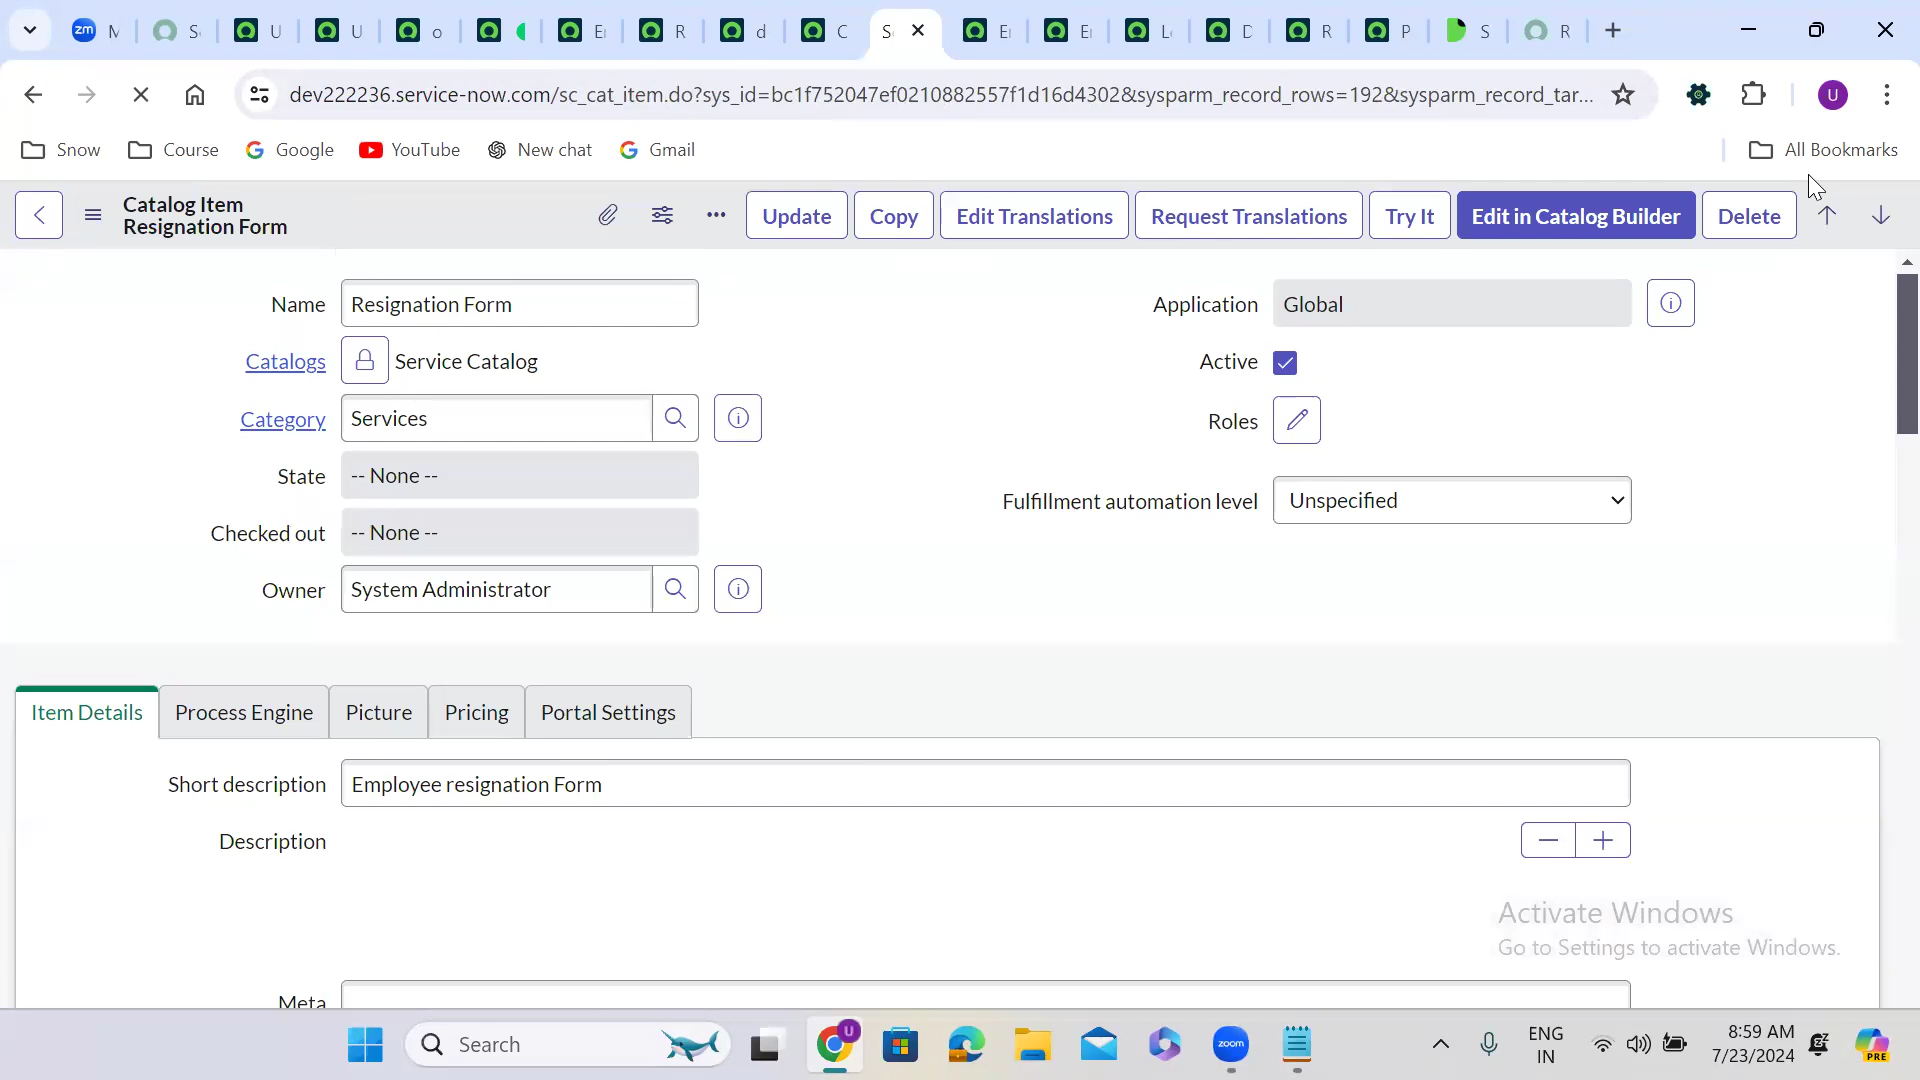 zm M S U U o E R d C S E E L D R P S R
dev222236.service-now.com/sc_cat_item.do?sys_id=bc1f752047ef0210882557f1d16d4302&sysparm_record_rows=192&sysparm_record_tar... U
Snow Course Google YouTube New chat Gmail All Bookmarks
Catalog Item
Resignation Form
Update Copy Edit Translations Request Translations Try It Edit in Catalog Builder Delete
Name Resignation Form Application Global
Catalogs Service Catalog Active
Category Services Roles
State -- None --
Fulfillment automation level Unspecified
Checked out -- None --
Owner System Administrator
Item Details Process Engine Picture Pricing Portal Settings
Short description Employee resignation Form
Description
Activate Windows
Go to Settings to activate Windows.
Meta
Search U zoom ENG
IN
8:59 AM
7/23/2024
PRE